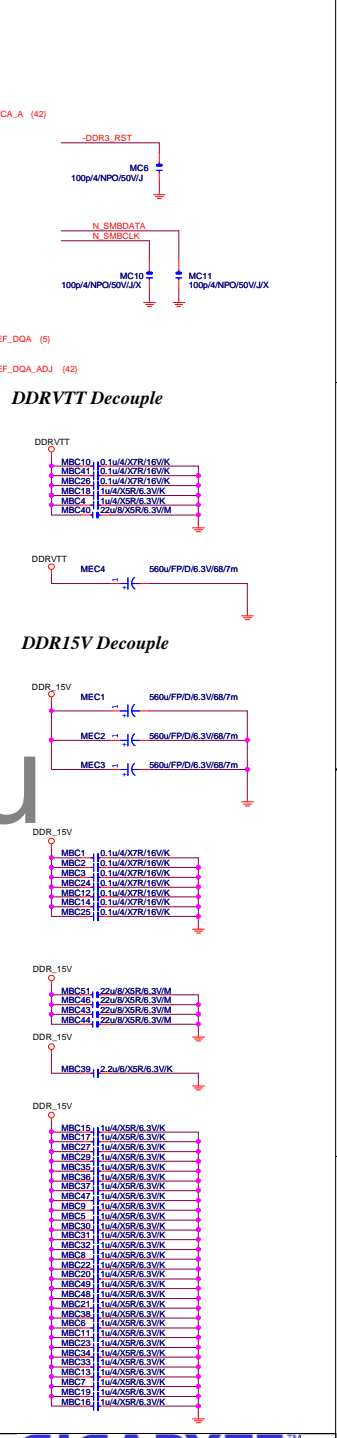 CA_A (42)
-DDR3_RST
MC6
100p/4/NPO/50V/J
N_SMBDATA
N_SMBCLK
MC10 MC11
100p/4/NPO/50V/J/X 100p/4/NPO/50V/J/X
EF_DQA (5)
EF_DQA_ADJ (42)
DDRVTT Decouple
DDRVTT
MBC10 0.1u/4/X7R/16V/K
MBC41 0.1u/4/X7R/16V/K
MBC26 0.1u/4/X7R/16V/K
MBC18 1u/4/X5R/6.3V/K
MBC4 1u/4/X5R/6.3V/K
MBC40 22u/8/X5R/6.3V/M
DDRVTT
MEC4 1 + 560u/FP/D/6.3V/68/7m
DDR15V Decouple
DDR_15V
MEC1 1 + 560u/FP/D/6.3V/68/7m
MEC2 1 + 560u/FP/D/6.3V/68/7m
MEC3 1 + 560u/FP/D/6.3V/68/7m
u
DDR_15V
MBC1 0.1u/4/X7R/16V/K
MBC2 0.1u/4/X7R/16V/K
MBC3 0.1u/4/X7R/16V/K
MBC24 0.1u/4/X7R/16V/K
MBC12 0.1u/4/X7R/16V/K
MBC14 0.1u/4/X7R/16V/K
MBC25 0.1u/4/X7R/16V/K
DDR_15V
MBC51 22u/8/X5R/6.3V/M
MBC46 22u/8/X5R/6.3V/M
MBC43 22u/8/X5R/6.3V/M
MBC44 22u/8/X5R/6.3V/M
DDR_15V
MBC39 2.2u/6/X5R/6.3V/K
DDR_15V
MBC15 1u/4/X5R/6.3V/K
MBC17 1u/4/X5R/6.3V/K
MBC27 1u/4/X5R/6.3V/K
MBC29 1u/4/X5R/6.3V/K
MBC35 1u/4/X5R/6.3V/K
MBC36 1u/4/X5R/6.3V/K
MBC37 1u/4/X5R/6.3V/K
MBC47 1u/4/X5R/6.3V/K
MBC9 1u/4/X5R/6.3V/K
MBC5 1u/4/X5R/6.3V/K
MBC30 1u/4/X5R/6.3V/K
MBC31 1u/4/X5R/6.3V/K
MBC32 1u/4/X5R/6.3V/K
MBC8 1u/4/X5R/6.3V/K
MBC22 1u/4/X5R/6.3V/K
MBC20 1u/4/X5R/6.3V/K
MBC49 1u/4/X5R/6.3V/K
MBC48 1u/4/X5R/6.3V/K
MBC21 1u/4/X5R/6.3V/K
MBC38 1u/4/X5R/6.3V/K
MBC6 1u/4/X5R/6.3V/K
MBC11 1u/4/X5R/6.3V/K
MBC23 1u/4/X5R/6.3V/K
MBC34 1u/4/X5R/6.3V/K
MBC33 1u/4/X5R/6.3V/K
MBC13 1u/4/X5R/6.3V/K
MBC7 1u/4/X5R/6.3V/K
MBC19 1u/4/X5R/6.3V/K
MBC16 1u/4/X5R/6.3V/K
GIGABYTE™